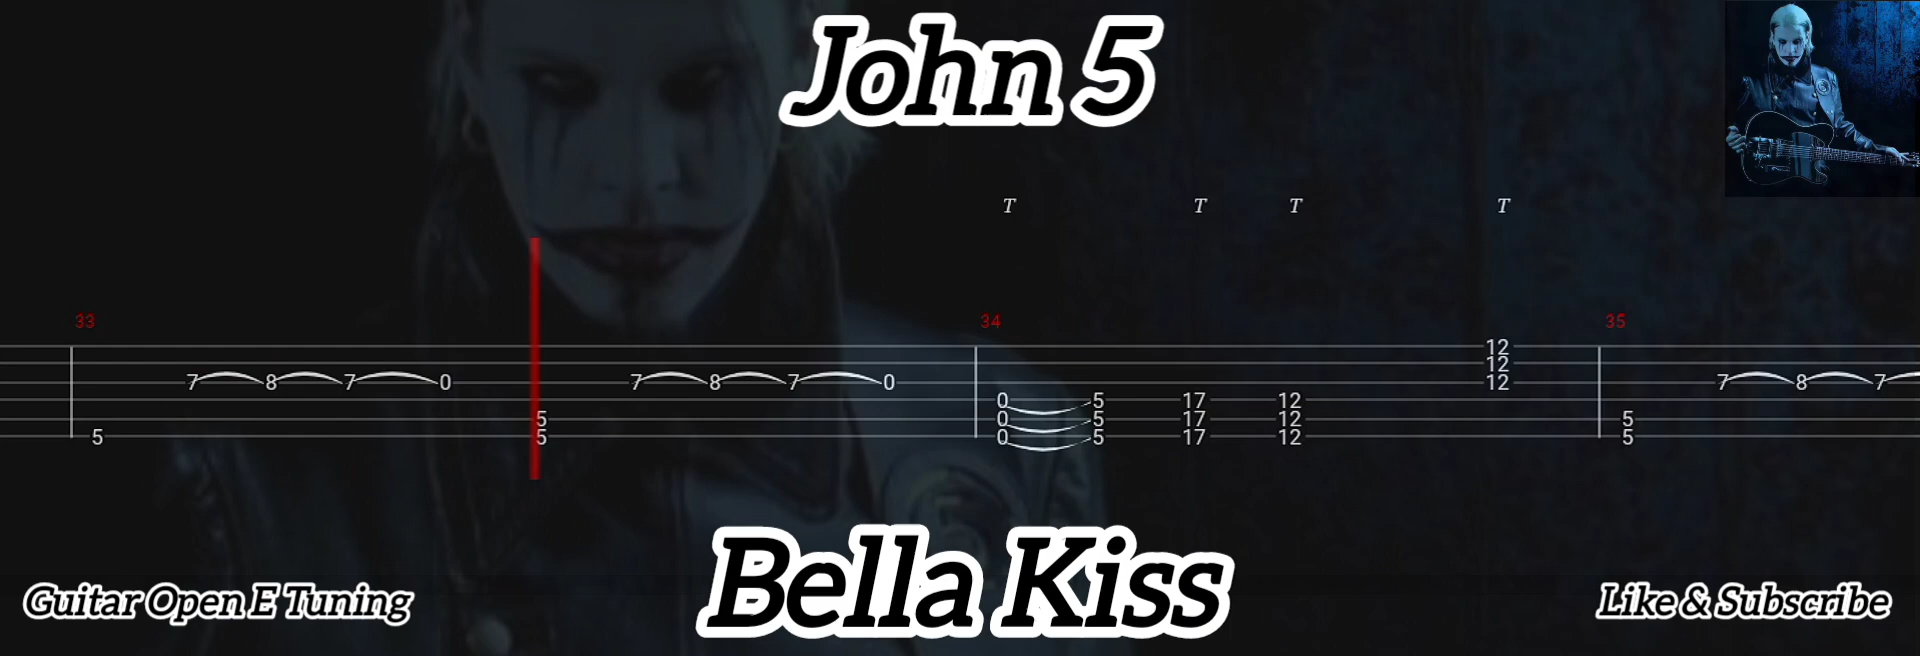 John 5
T T T T
33 34 35
12
12
7 8 7 0 7 8 7 0 12 7 8 7
0 5 17 12
5 0 5 17 12 5
5 5 0 5 17 12 5
Bella Kiss
Guitar Open E Tuning
Like & Subscribe